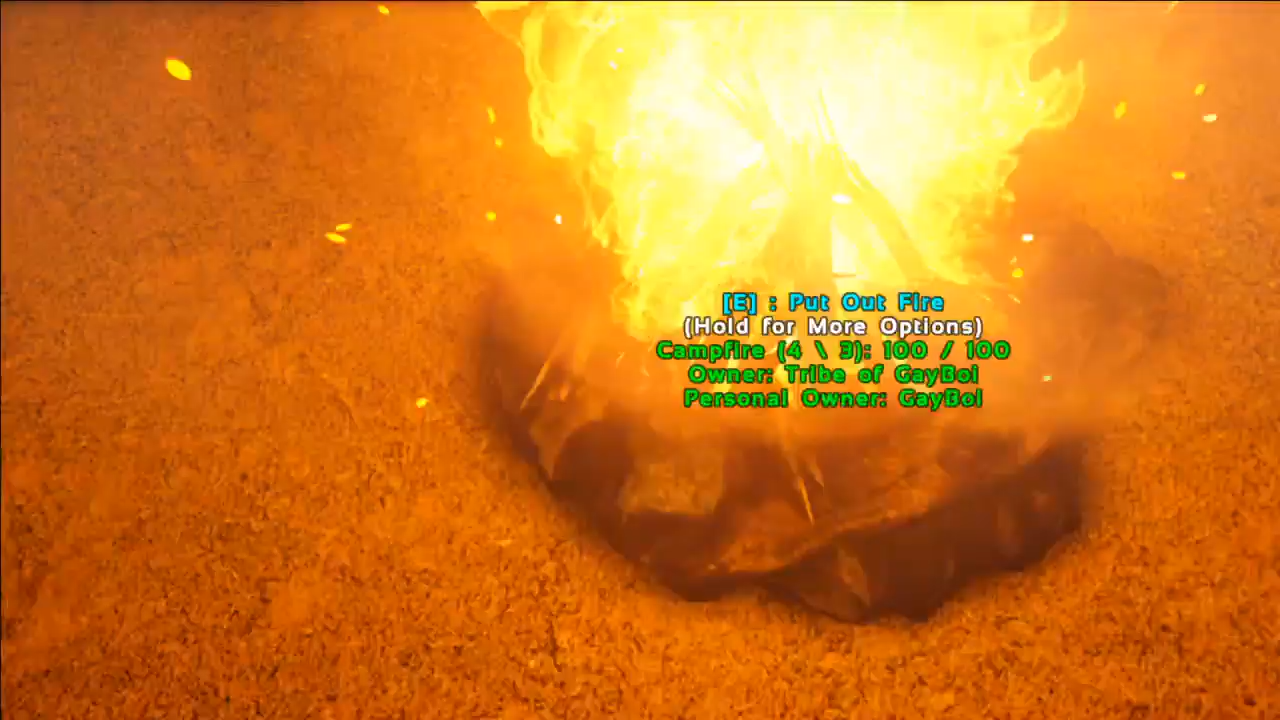 [E] : Put Out Fire
(Hold for More Options)
Campfire (4 \ 3): 100 / 100
Owner: Tribe of GayBoi
Personal Owner: GayBoi